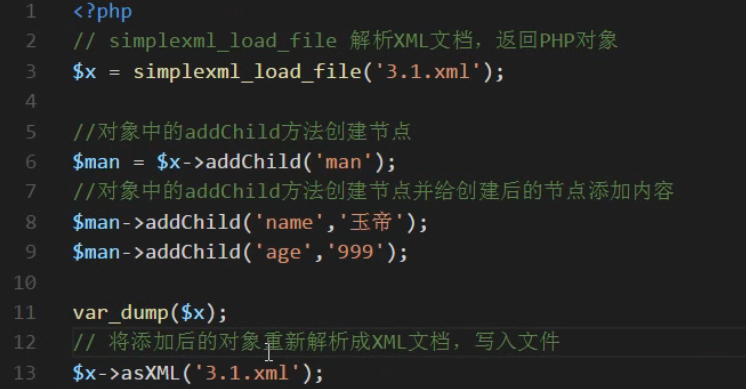 1 <?php
2 // simplexml_load_file 解析XML文档，返回PHP对象
3 $x = simplexml_load_file('3.1.xml');
4
5 //对象中的addChild方法创建节点
6 $man = $x->addChild('man');
7 //对象中的addChild方法创建节点并给创建后的节点添加内容
8 $man->addChild('name','玉帝');
9 $man->addChild('age','999');
10
11 var_dump($x);
12 // 将添加后的对象重新解析成XML文档，写入文件
13 $x->asXML('3.1.xml');